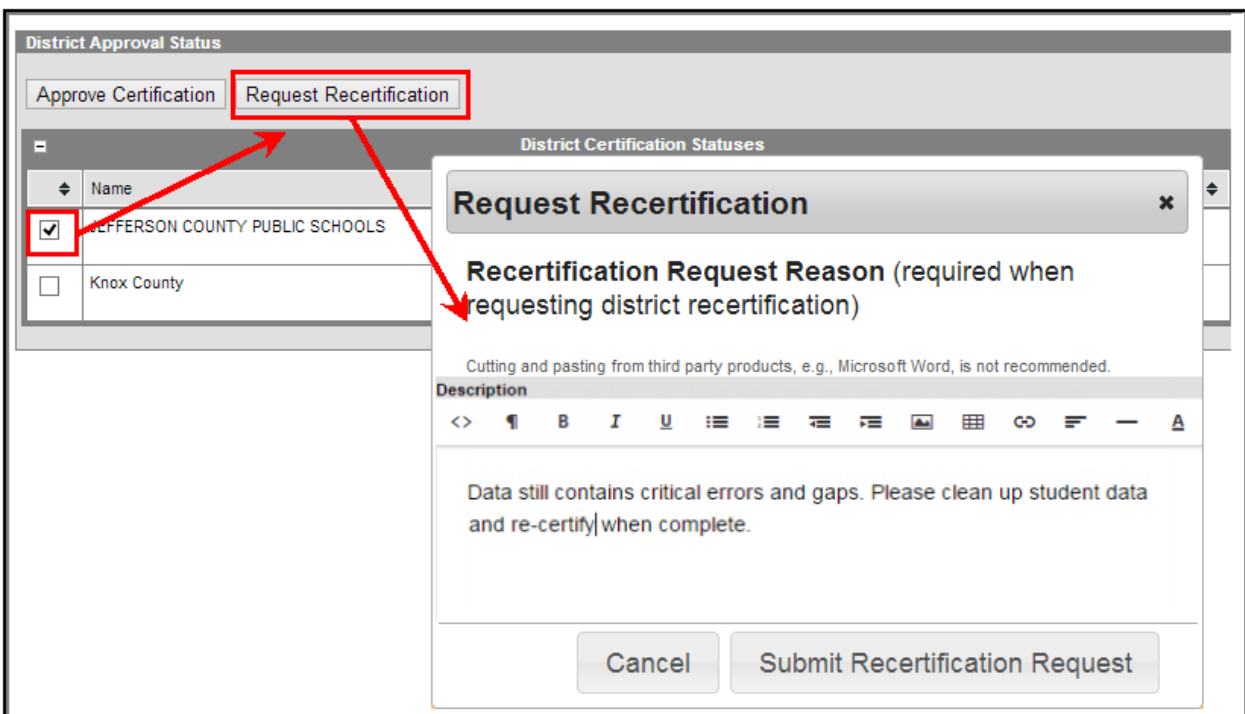 District Approval Status
Approve Certification Request Recertification
District Certification Statuses
Name
JEFFERSON COUNTY PUBLIC SCHOOLS
Knox County
Request Recertification
Recertification Request Reason (required when
requesting district recertification)
Cutting and pasting from third party products, e.g., Microsoft Word, is not recommended.
Description
<> ¶ B I U A
Data still contains critical errors and gaps. Please clean up student data
and re-certify when complete.
Cancel Submit Recertification Request